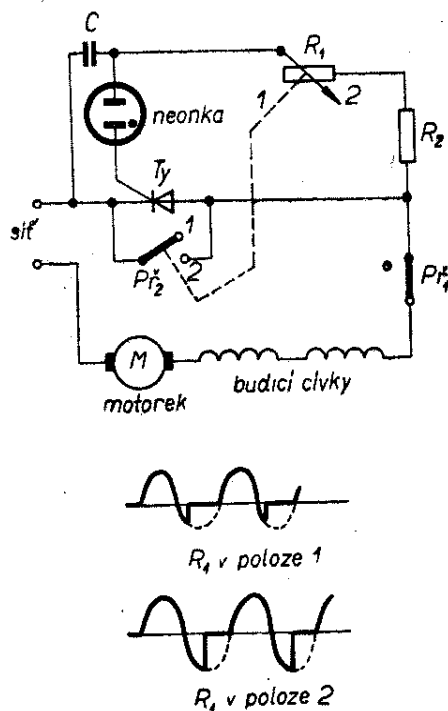 C
R₁
1
2
neonka
R₂
Ty
síť
1
2
Př₂
Př₁
M
motorek
budicí cívky
R₁ v poloze 1
R₁ v poloze 2